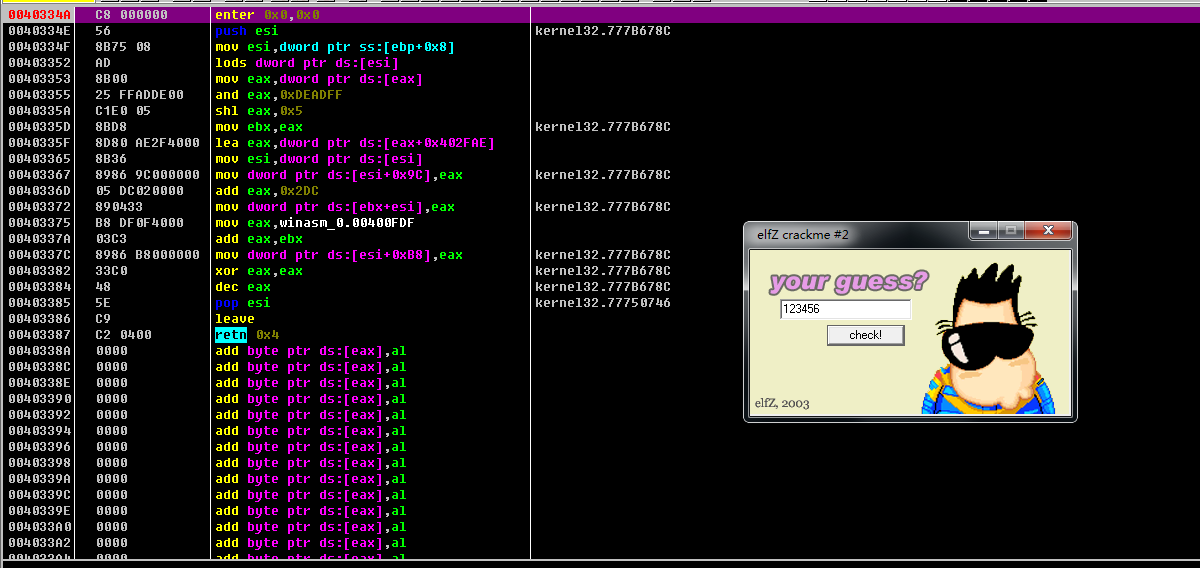 0040334A C8 000000 enter 0x0,0x0
0040334E 56 push esi kernel32.777B678C
0040334F 8B75 08 mov esi,dword ptr ss:[ebp+0x8]
00403352 AD lods dword ptr ds:[esi]
00403353 8B00 mov eax,dword ptr ds:[eax]
00403355 25 FFADDE00 and eax,0xDEADFF
0040335A C1E0 05 shl eax,0x5
0040335D 8BD8 mov ebx,eax kernel32.777B678C
0040335F 8D80 AE2F4000 lea eax,dword ptr ds:[eax+0x402FAE]
00403365 8B36 mov esi,dword ptr ds:[esi]
00403367 8986 9C000000 mov dword ptr ds:[esi+0x9C],eax kernel32.777B678C
0040336D 05 DC020000 add eax,0x2DC
00403372 890433 mov dword ptr ds:[ebx+esi],eax kernel32.777B678C
00403375 B8 DF0F4000 mov eax,winasm_0.00400FDF
0040337A 03C3 add eax,ebx
0040337C 8986 B8000000 mov dword ptr ds:[esi+0xB8],eax kernel32.777B678C
00403382 33C0 xor eax,eax kernel32.777B678C
00403384 48 dec eax kernel32.777B678C
00403385 5E pop esi kernel32.77750746
00403386 C9 leave
00403387 C2 0400 retn 0x4
0040338A 0000 add byte ptr ds:[eax],al
0040338C 0000 add byte ptr ds:[eax],al
0040338E 0000 add byte ptr ds:[eax],al
00403390 0000 add byte ptr ds:[eax],al
00403392 0000 add byte ptr ds:[eax],al
00403394 0000 add byte ptr ds:[eax],al
00403396 0000 add byte ptr ds:[eax],al
00403398 0000 add byte ptr ds:[eax],al
0040339A 0000 add byte ptr ds:[eax],al
0040339C 0000 add byte ptr ds:[eax],al
0040339E 0000 add byte ptr ds:[eax],al
004033A0 0000 add byte ptr ds:[eax],al
004033A2 0000 add byte ptr ds:[eax],al
004033A4 0000 add byte ptr ds:[eax],al
elfZ crackme #2
your guess?
123456
check!
elfZ, 2003